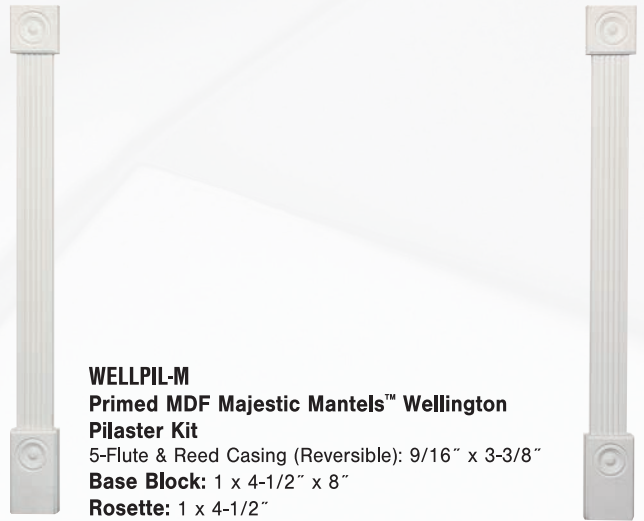 WELLPIL-M
Primed MDF Majestic Mantels™ Wellington
Pilaster Kit
5-Flute & Reed Casing (Reversible): 9/16″ x 3-3/8″
Base Block: 1 x 4-1/2″ x 8″
Rosette: 1 x 4-1/2″